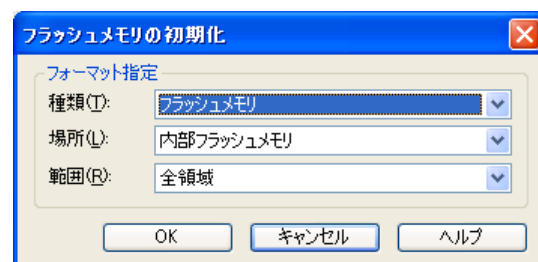 フラッシュメモリの初期化
フォーマット指定
種類(T): フラッシュメモリ
場所(L): 内部フラッシュメモリ
範囲(R): 全領域
OK キャンセル ヘルプ